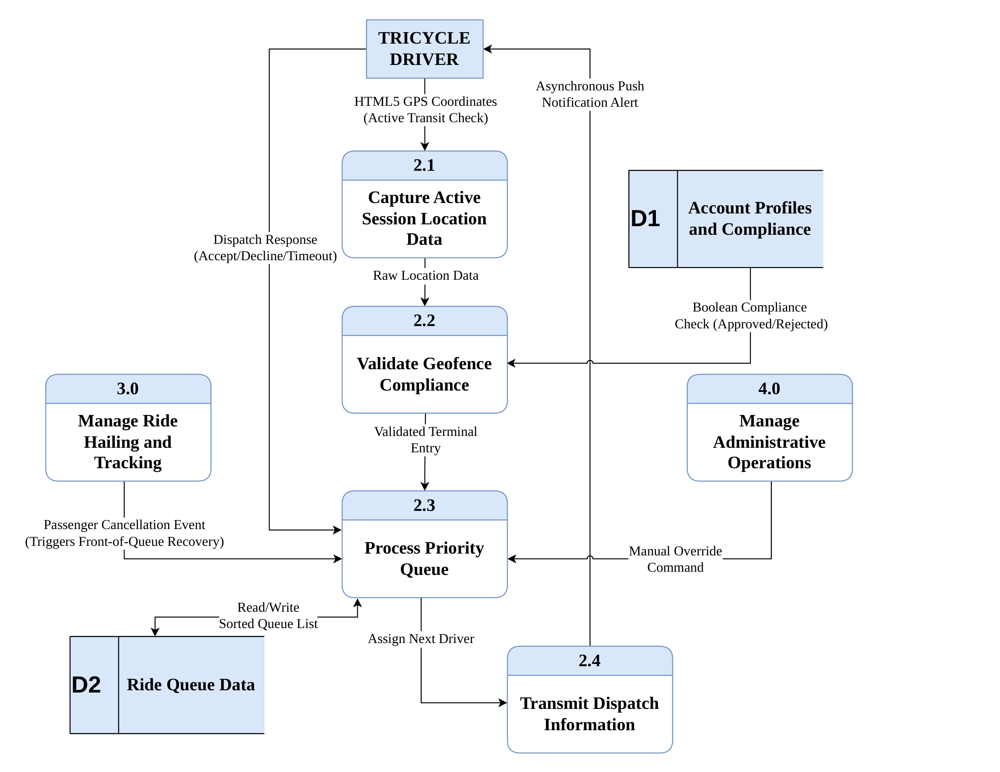 TRICYCLE
DRIVER
HTML5 GPS Coordinates
(Active Transit Check)
Asynchronous Push
Notification Alert
2.1
Capture Active
Session Location
Data
D1
Account Profiles
and Compliance
Dispatch Response
(Accept/Decline/Timeout)
Raw Location Data
Boolean Compliance
Check (Approved/Rejected)
2.2
Validate Geofence
Compliance
3.0
Manage Ride
Hailing and
Tracking
4.0
Manage
Administrative
Operations
Validated Terminal
Entry
2.3
Process Priority
Queue
Passenger Cancellation Event
(Triggers Front-of-Queue Recovery)
Manual Override
Command
Read/Write
Sorted Queue List
Assign Next Driver
D2
Ride Queue Data
2.4
Transmit Dispatch
Information